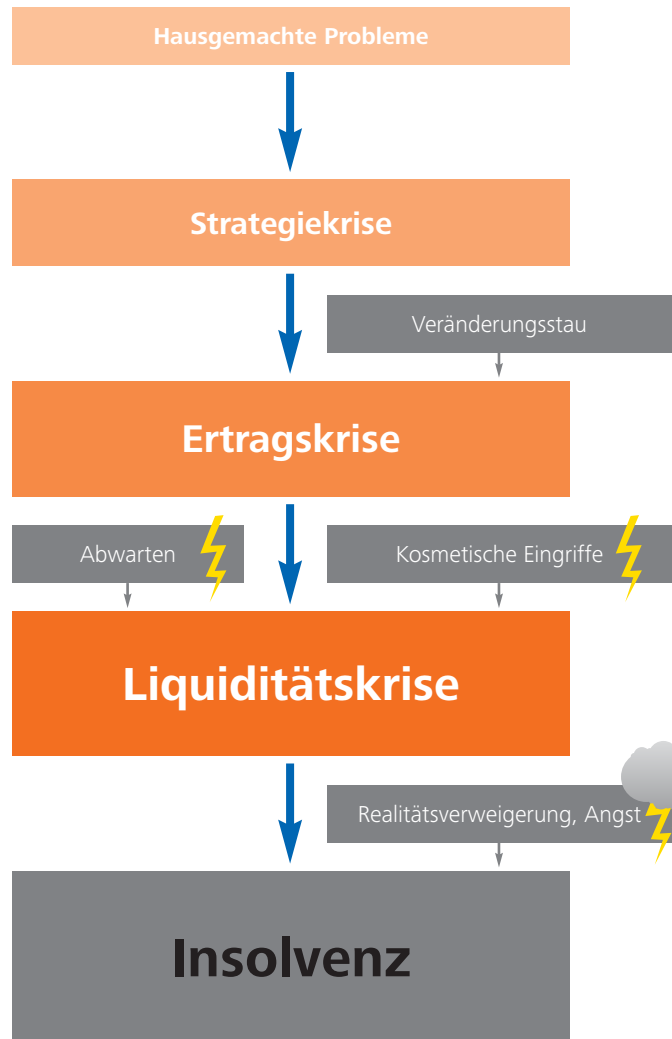 Hausgemachte Probleme
Strategiekrise
Veränderungsstau
Ertragskrise
Abwarten
Kosmetische Eingriffe
Liquiditätskrise
Realitätsverweigerung, Angst
Insolvenz